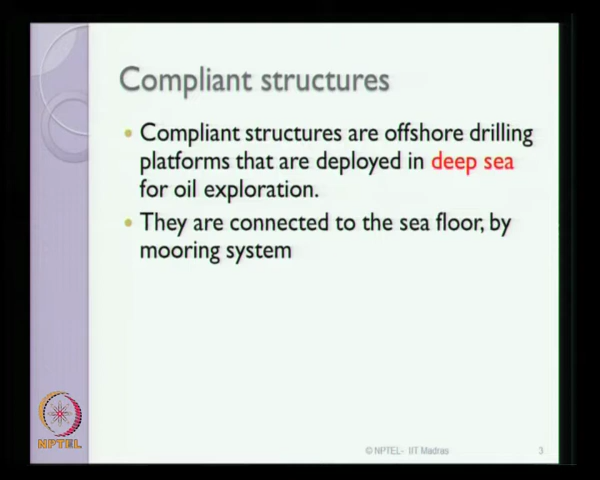 Compliant structures
• Compliant structures are offshore drilling
platforms that are deployed in deep sea
for oil exploration.
• They are connected to the sea floor, by
mooring system
NPTEL
© NPTEL- IIT Madras
3